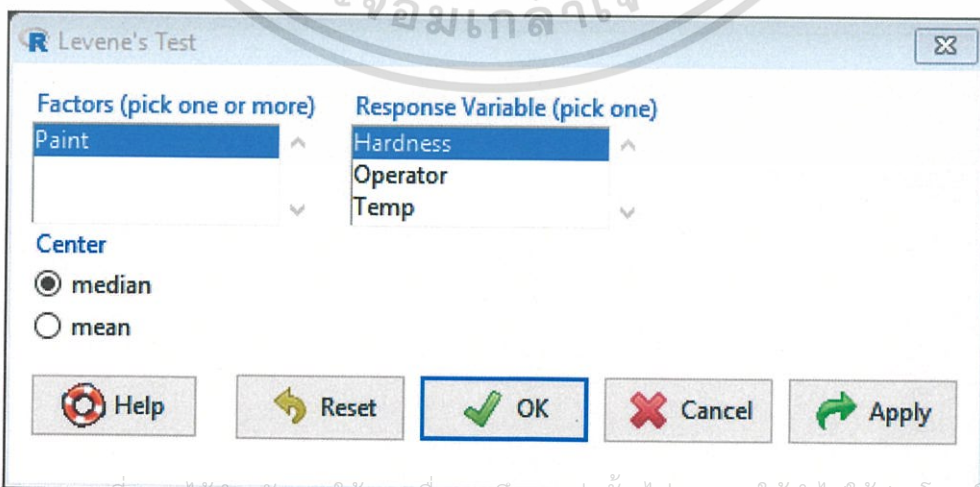 Levene's Test
Factors (pick one or more)
Response Variable (pick one)
Paint
Hardness
Operator
Temp
Center
median
mean
Help
Reset
OK
Cancel
Apply